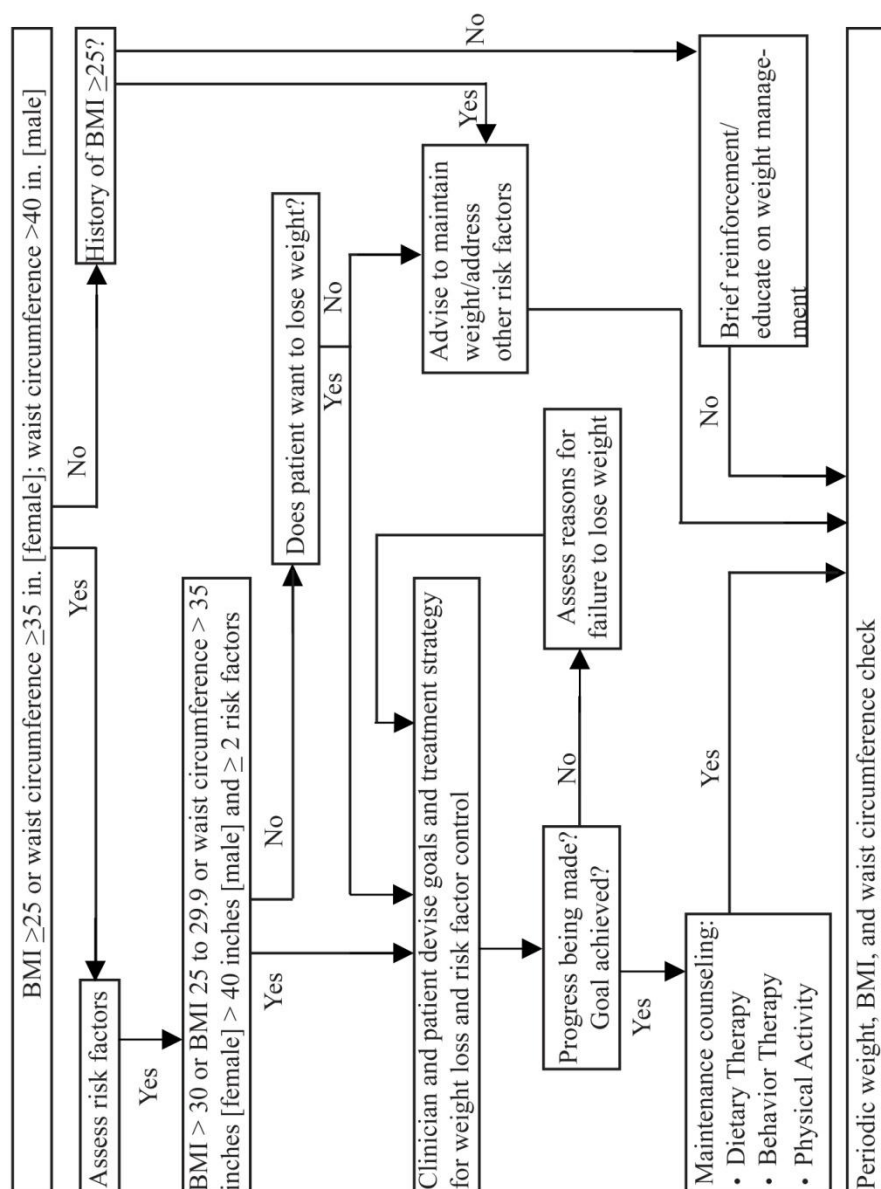 BMI ≥25 or waist circumference ≥35 in. [female]; waist circumference >40 in. [male]
Yes
No
Assess risk factors
History of BMI ≥25?
Yes
No
Yes
BMI > 30 or BMI 25 to 29.9 or waist circumference > 35
inches [female] > 40 inches [male] and ≥ 2 risk factors
No
Does patient want to lose weight?
Yes
Yes
No
Clinician and patient devise goals and treatment strategy
for weight loss and risk factor control
Advise to maintain
weight/address
other risk factors
Progress being made?
Goal achieved?
No
Assess reasons for
failure to lose weight
Yes
Maintenance counseling:
• Dietary Therapy
• Behavior Therapy
• Physical Activity
Yes
Brief reinforcement/
educate on weight manage-
ment
No
Periodic weight, BMI, and waist circumference check